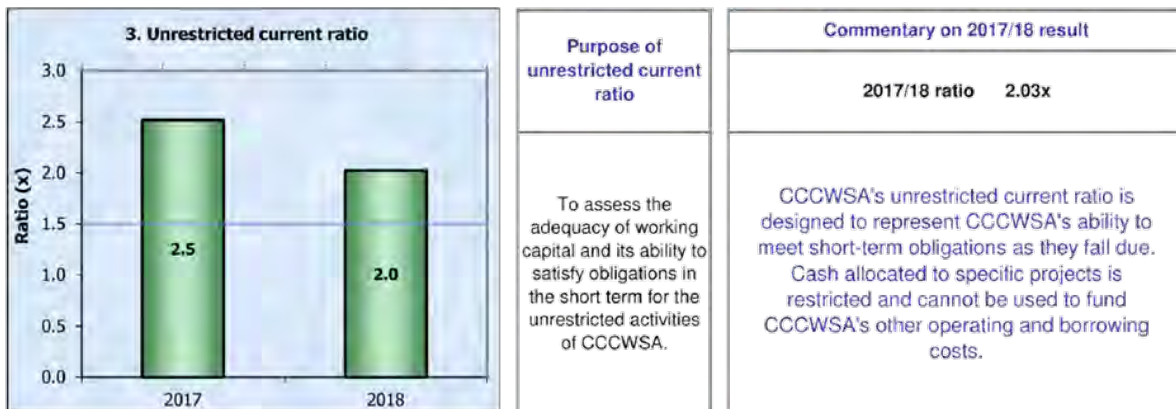 3. Unrestricted current ratio
3.0
2.5
2.0
1.5
1.0
0.5
0.0
Ratio (x)
2.5
2.0
2017
2018
Purpose of
unrestricted current
ratio
To assess the
adequacy of working
capital and its ability to
satisfy obligations in
the short term for the
unrestricted activities
of CCCWSA.
Commentary on 2017/18 result
2017/18 ratio 2.03x
CCCWSA's unrestricted current ratio is
designed to represent CCCWSA's ability to
meet short-term obligations as they fall due.
Cash allocated to specific projects is
restricted and cannot be used to fund
CCCWSA's other operating and borrowing
costs.